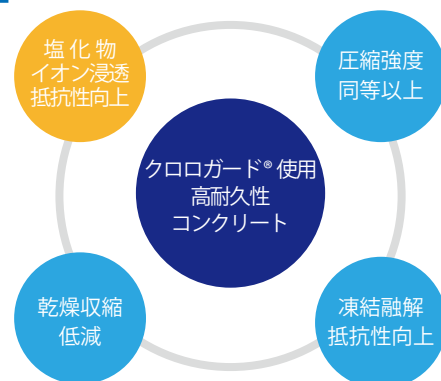 塩化物
イオン浸透
抵抗性向上
圧縮強度
同等以上
クロロガード®使用
高耐久性
コンクリート
乾燥収縮
低減
凍結融解
抵抗性向上